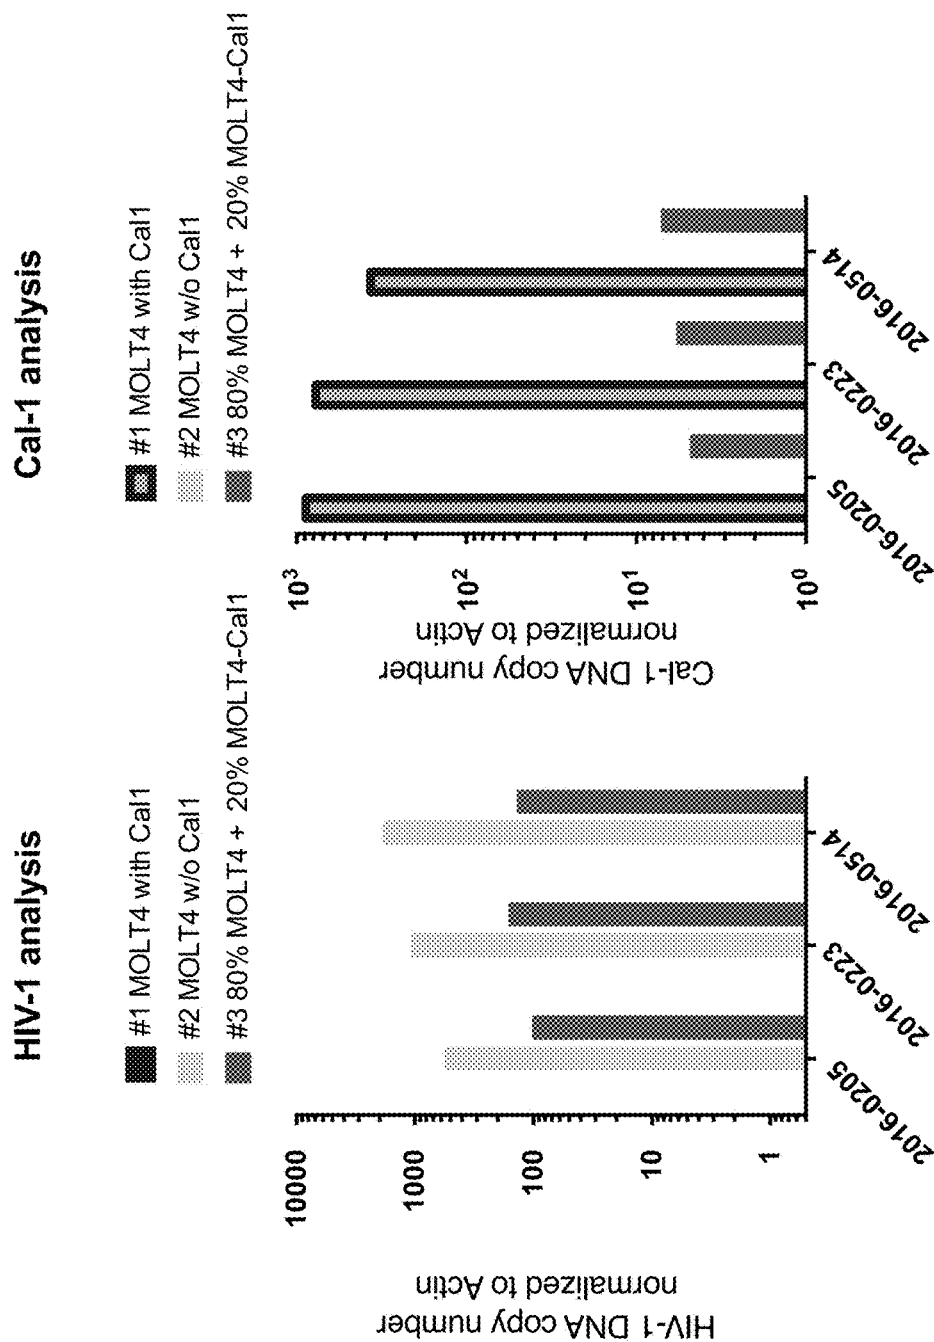 HIV-1 analysis
#1 MOLT4 with Cal1
#2 MOLT4 w/o Cal1
#3 80% MOLT4 + 20% MOLT4-Cal1
HIV-1 DNA copy number
normalized to Actin
10000
1000
100
10
1
2016-0205
2016-0223
2016-0514
Cal-1 analysis
#1 MOLT4 with Cal1
#2 MOLT4 w/o Cal1
#3 80% MOLT4 + 20% MOLT4-Cal1
Cal-1 DNA copy number
normalized to Actin
10³
10²
10¹
10⁰
2016-0205
2016-0223
2016-0514